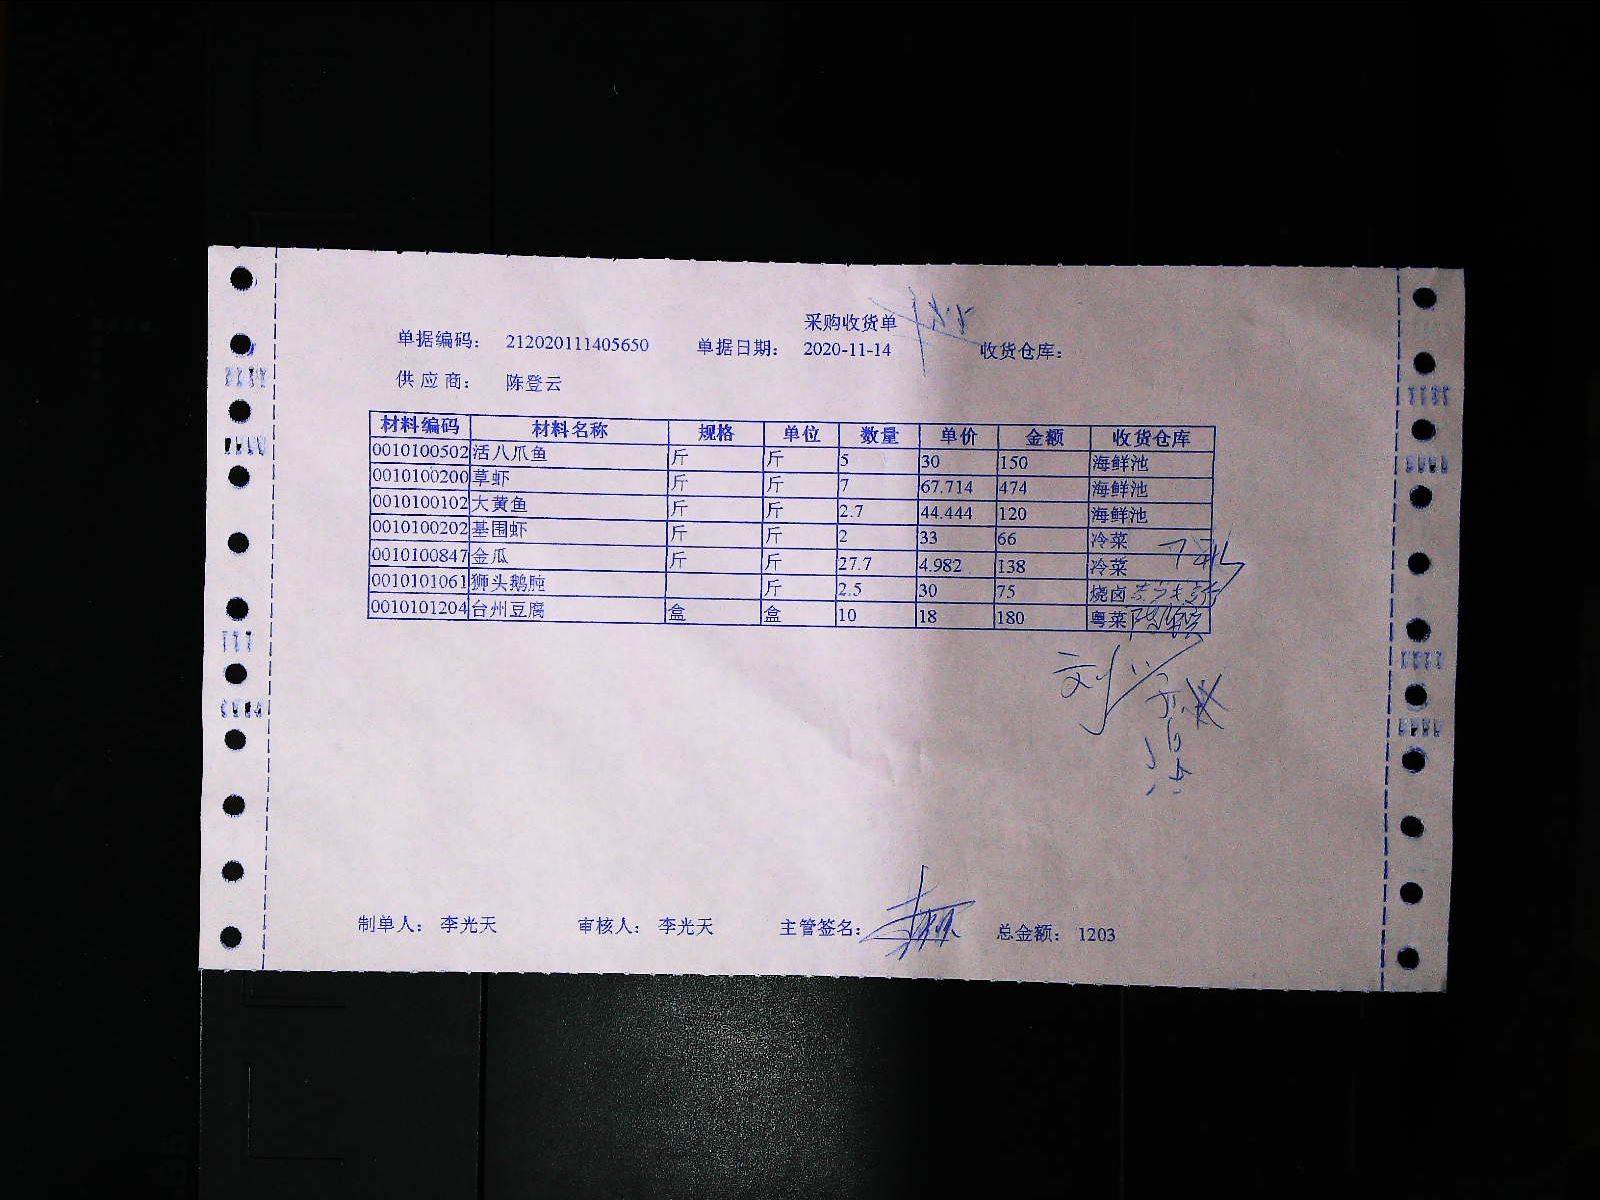 采购收货单
单据编码： 212020111405650 单据日期： 2020-11-14 收货仓库：
供 应 商： 陈登云
材料编码 材料名称 规格 单位 数量 单价 金额 收货仓库
0010100502 活八爪鱼 斤 斤 5 30 150 海鲜池
0010100200 草虾 斤 斤 7 67.714 474 海鲜池
0010100102 大黄鱼 斤 斤 2.7 44.444 120 海鲜池
0010100202 基围虾 斤 斤 2 33 66 冷菜
0010100847 金瓜 斤 斤 27.7 4.982 138 冷菜
0010101061 狮头鹅肫 斤 2.5 30 75 烧卤
0010101204 台州豆腐 盒 盒 10 18 180 粤菜
制单人： 李光天 审核人： 李光天 主管签名： 总金额： 1203